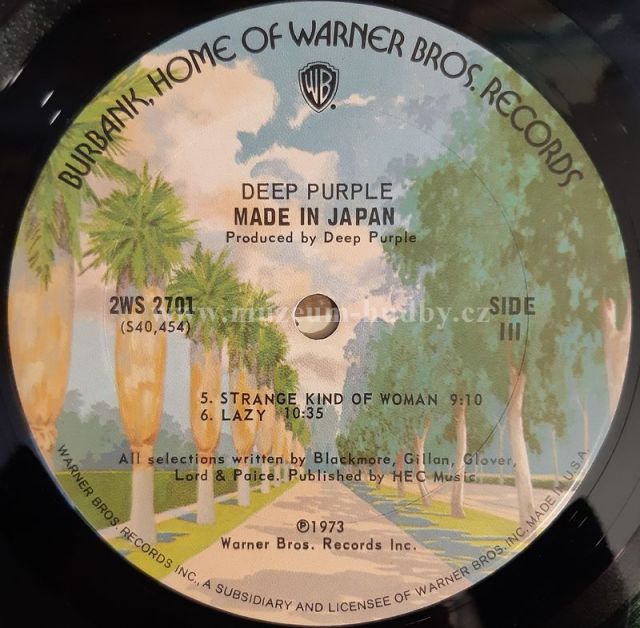 BURBANK, HOME OF WARNER BROS. RECORDS
WB
DEEP PURPLE
MADE IN JAPAN
Produced by Deep Purple
2WS 2701
(S40,454)
SIDE
III
www.muzeum-hudby.cz
5. STRANGE KIND OF WOMAN 9:10
6. LAZY 10:35
All selections written by Blackmore, Gillan, Glover,
Lord & Paice. Published by HEC Music.
℗1973
Warner Bros. Records Inc.
WARNER BROS. RECORDS INC., A SUBSIDIARY AND LICENSEE OF WARNER BROS. INC. MADE IN U.S.A.